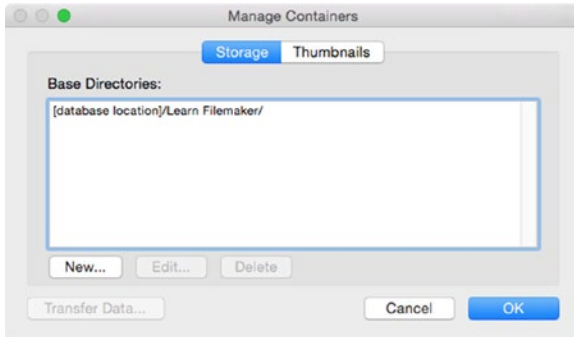 Manage Containers
Storage Thumbnails
Base Directories:
[database location]/Learn Filemaker/
New... Edit... Delete
Transfer Data... Cancel OK